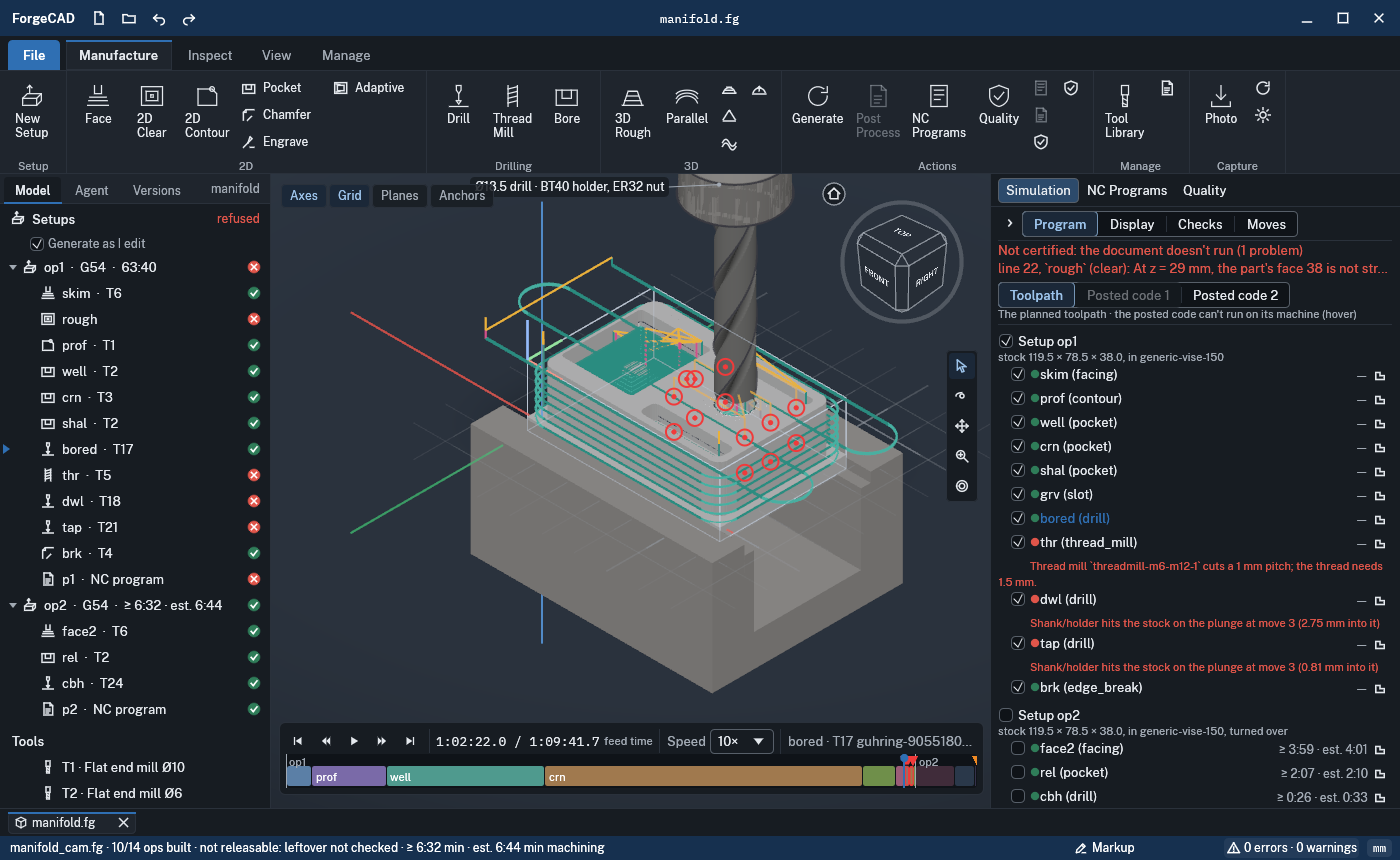 ForgeCAD
manifold.fg
File
Manufacture
Inspect
View
Manage
New Setup
Setup
Face
2D Clear
2D Contour
Pocket
Chamfer
Engrave
Adaptive
2D
Drill
Thread Mill
Bore
Drilling
3D Rough
Parallel
3D
Generate
Post Process
NC Programs
Quality
Actions
Tool Library
Manage
Photo
Capture
Model
Agent
Versions
manifold
Setups
refused
Generate as I edit
op1 · G54 · 63:40
skim · T6
rough
prof · T1
well · T2
crn · T3
shal · T2
bored · T17
thr · T5
dwl · T18
tap · T21
brk · T4
p1 · NC program
op2 · G54 · ≥ 6:32 · est. 6:44
face2 · T6
rel · T2
cbh · T24
p2 · NC program
Tools
T1 · Flat end mill Ø10
T2 · Flat end mill Ø6
Axes
Grid
Planes
Anchors
Ø13.5 drill · BT40 holder, ER32 nut
TOP
FRONT
RIGHT
1:02:22.0 / 1:09:41.7 feed time
Speed
10×
bored · T17 guhring-9055180...
op1
op2
prof
well
crn
Simulation
NC Programs
Quality
Program
Display
Checks
Moves
Not certified: the document doesn't run (1 problem)
line 22, `rough` (clear): At z = 29 mm, the part's face 38 is not str...
Toolpath
Posted code 1
Posted code 2
The planned toolpath · the posted code can't run on its machine (hover)
Setup op1
stock 119.5 × 78.5 × 38.0, in generic-vise-150
skim (facing) –
prof (contour) –
well (pocket) –
crn (pocket) –
shal (pocket) –
grv (slot) –
bored (drill) –
thr (thread_mill) –
Thread mill `threadmill-m6-m12-1` cuts a 1 mm pitch; the thread needs
1.5 mm.
dwl (drill) –
Shank/holder hits the stock on the plunge at move 3 (2.75 mm into it)
tap (drill) –
Shank/holder hits the stock on the plunge at move 3 (0.81 mm into it)
brk (edge_break) –
Setup op2
stock 119.5 × 78.5 × 38.0, in generic-vise-150, turned over
face2 (facing) ≥ 3:59 · est. 4:01
rel (pocket) ≥ 2:07 · est. 2:10
cbh (drill) ≥ 0:26 · est. 0:33
manifold.fg
manifold_cam.fg · 10/14 ops built · not releasable: leftover not checked · ≥ 6:32 min · est. 6:44 min machining
Markup
0 errors · 0 warnings
mm